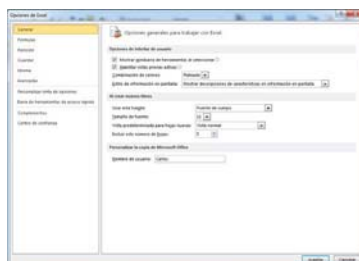 Opciones de Excel
General
Fórmulas
Revisión
Guardar
Idioma
Avanzadas
Personalizar cinta de opciones
Barra de herramientas de acceso rápido
Complementos
Centro de confianza
Opciones generales para trabajar con Excel.
Opciones de interfaz de usuario
Mostrar minibarra de herramientas al seleccionar
Habilitar vistas previas activas
Combinación de colores: Plateado
Estilo de información en pantalla: Mostrar descripciones de características en información en pantalla
Al crear nuevos libros
Usar esta fuente: Fuente de cuerpo
Tamaño de fuente: 11
Vista predeterminada para hojas nuevas: Vista normal
Incluir este número de hojas: 3
Personalizar la copia de Microsoft Office
Nombre de usuario:
Aceptar
Cancelar